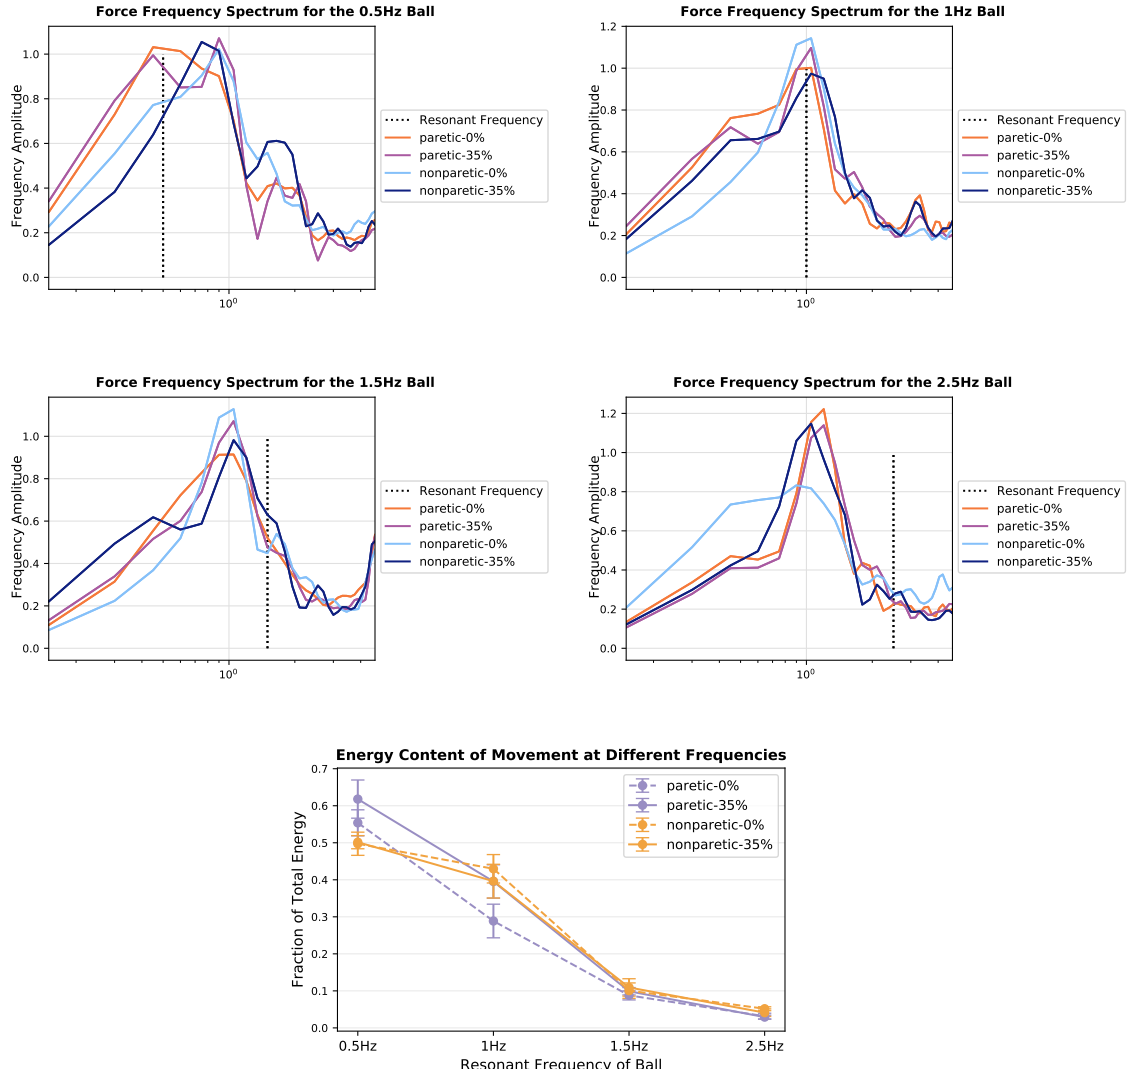 Force Frequency Spectrum for the 0.5Hz Ball
Frequency Amplitude
1.0
0.8
0.6
0.4
0.2
0.0
10⁰
Resonant Frequency
paretic-0%
paretic-35%
nonparetic-0%
nonparetic-35%
Force Frequency Spectrum for the 1Hz Ball
Frequency Amplitude
1.2
1.0
0.8
0.6
0.4
0.2
0.0
10⁰
Resonant Frequency
paretic-0%
paretic-35%
nonparetic-0%
nonparetic-35%
Force Frequency Spectrum for the 1.5Hz Ball
Frequency Amplitude
1.0
0.8
0.6
0.4
0.2
0.0
10⁰
Resonant Frequency
paretic-0%
paretic-35%
nonparetic-0%
nonparetic-35%
Force Frequency Spectrum for the 2.5Hz Ball
Frequency Amplitude
1.2
1.0
0.8
0.6
0.4
0.2
0.0
10⁰
Resonant Frequency
paretic-0%
paretic-35%
nonparetic-0%
nonparetic-35%
Energy Content of Movement at Different Frequencies
Fraction of Total Energy
0.7
0.6
0.5
0.4
0.3
0.2
0.1
0.0
paretic-0%
paretic-35%
nonparetic-0%
nonparetic-35%
0.5Hz 1Hz 1.5Hz 2.5Hz
Resonant Frequency of Ball